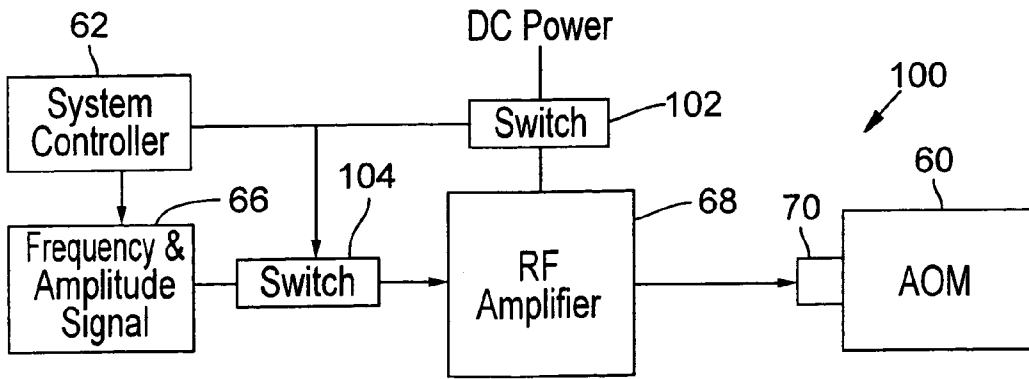 DC Power
62
System
Controller
Switch
102
100
66
104
68
60
70
Frequency &
Amplitude
Signal
Switch
RF
Amplifier
AOM